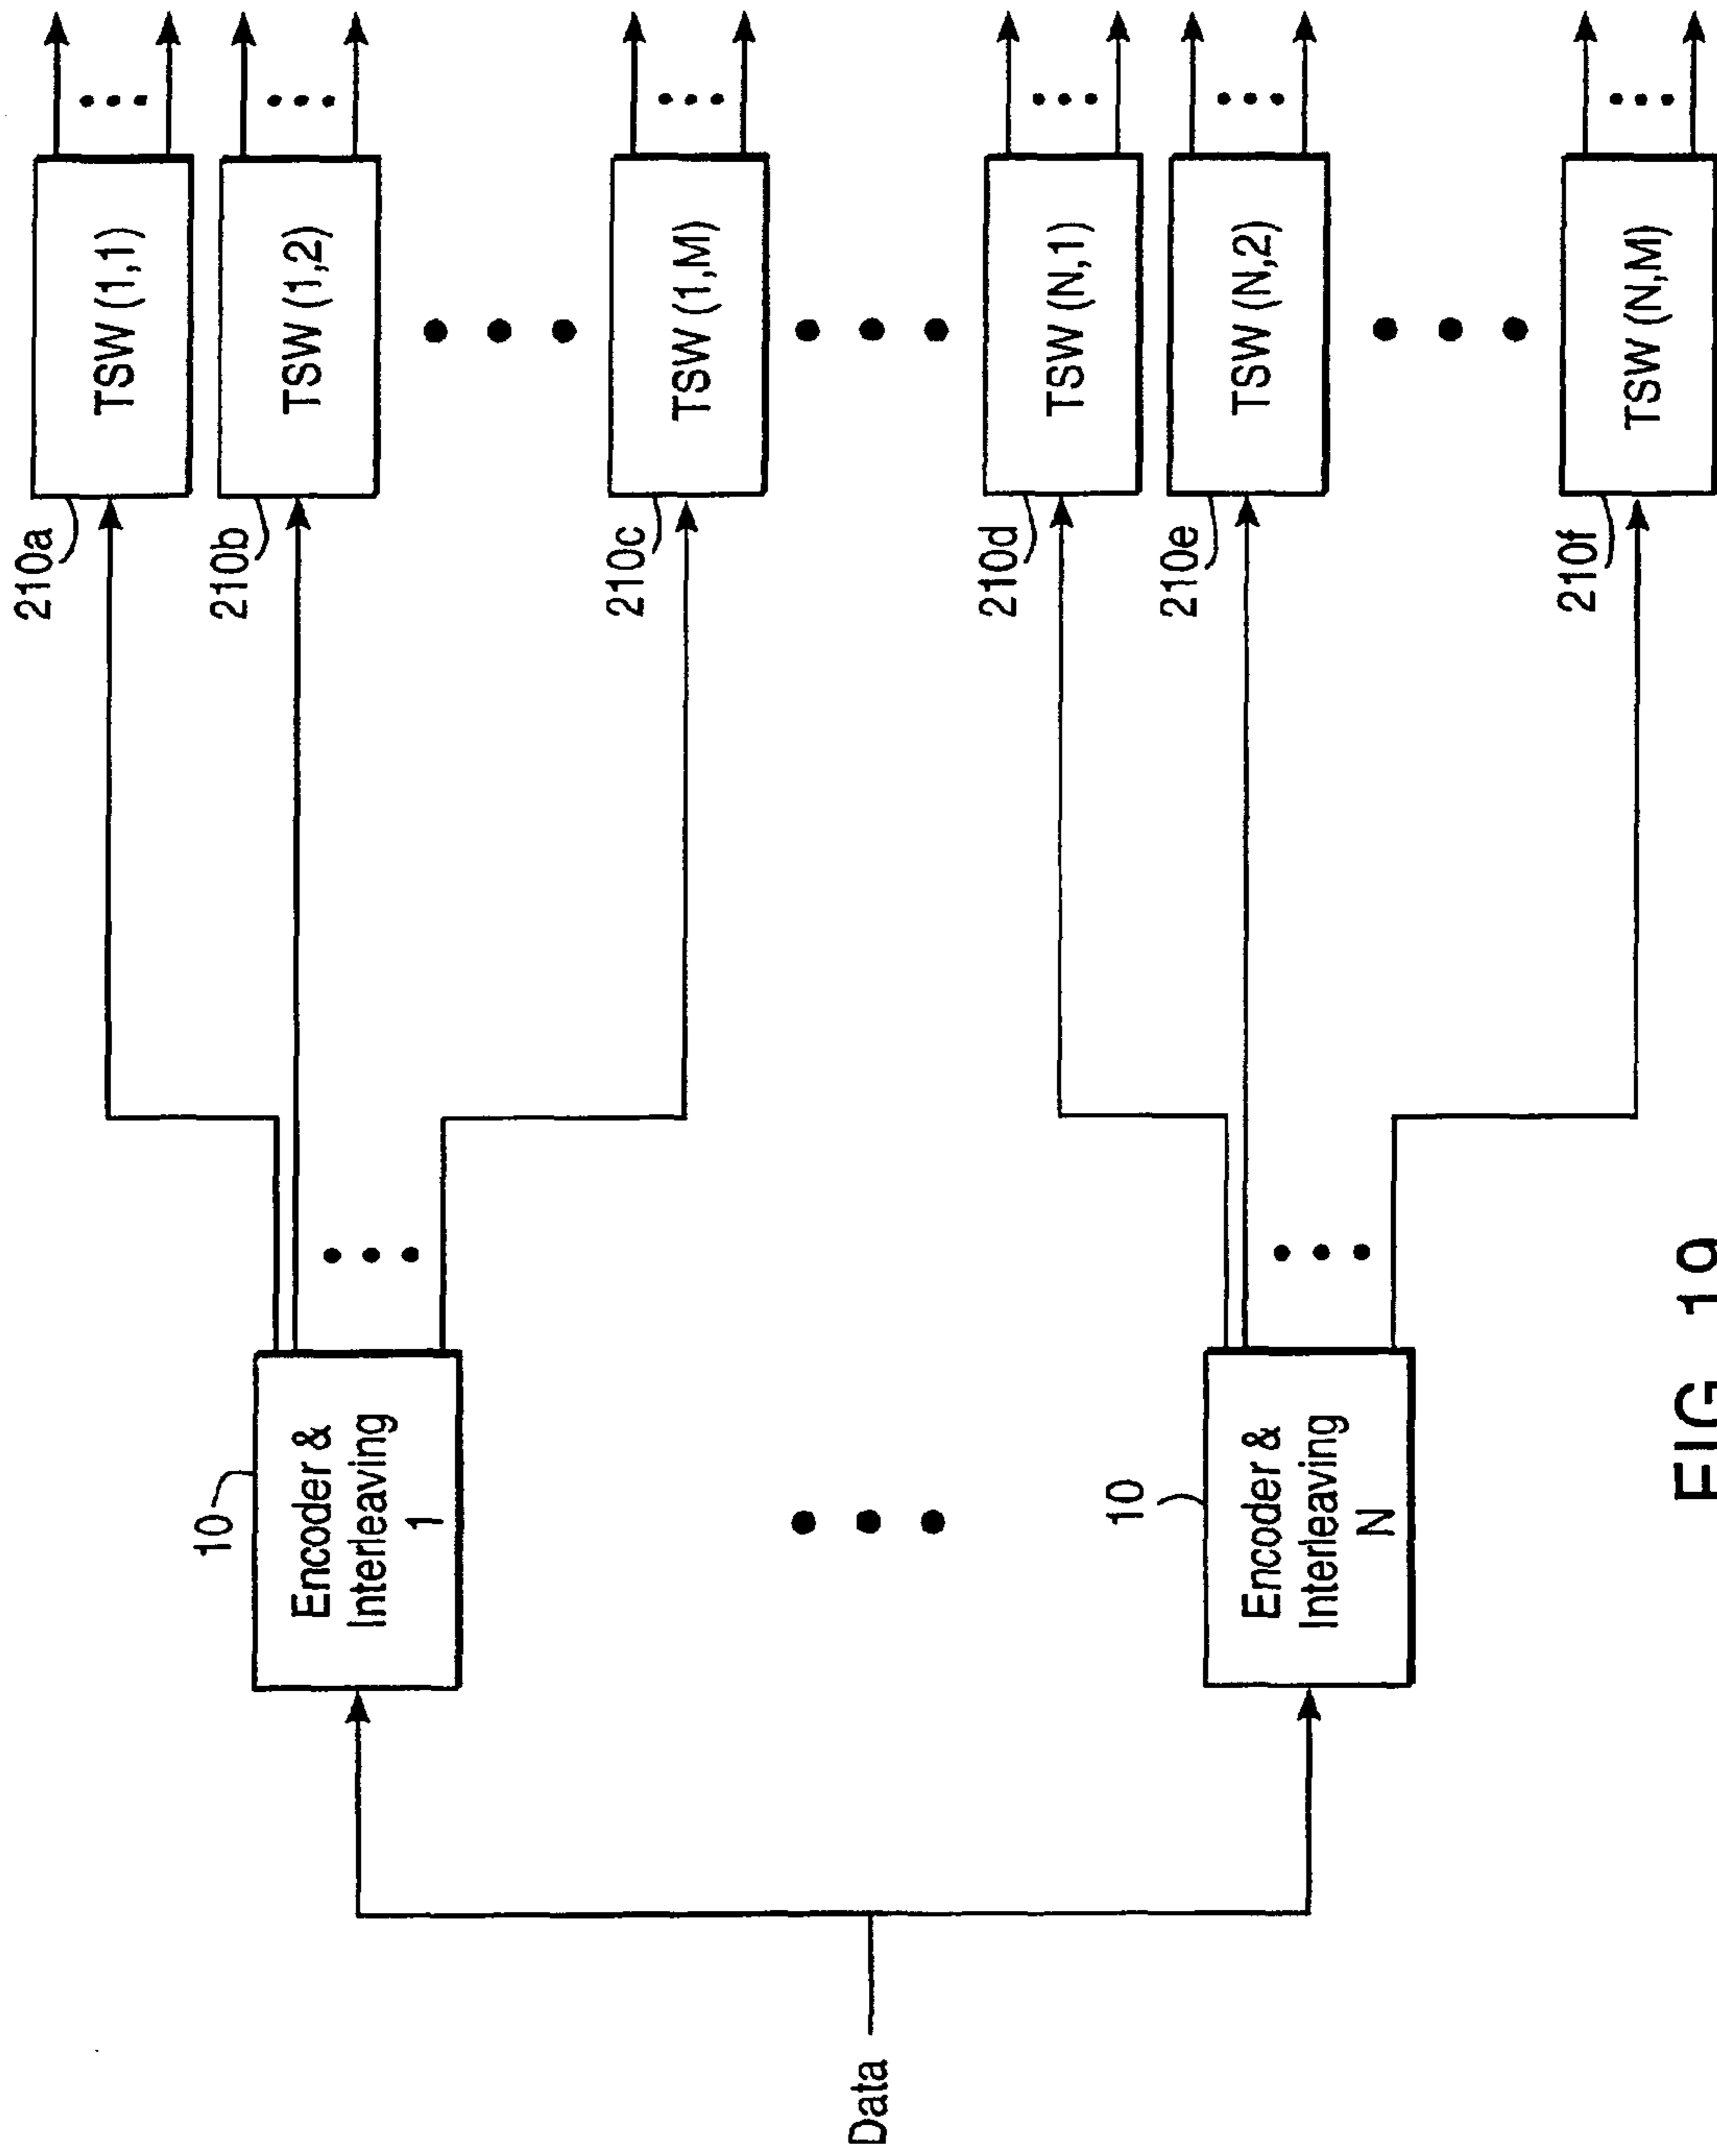 Data
10
Encoder &
Interleaving
1
10
Encoder &
Interleaving
N
210a
TSW (1,1)
210b
TSW (1,2)
210c
TSW (1,M)
210d
TSW (N,1)
210e
TSW (N,2)
210f
TSW (N,M)
FIG 19